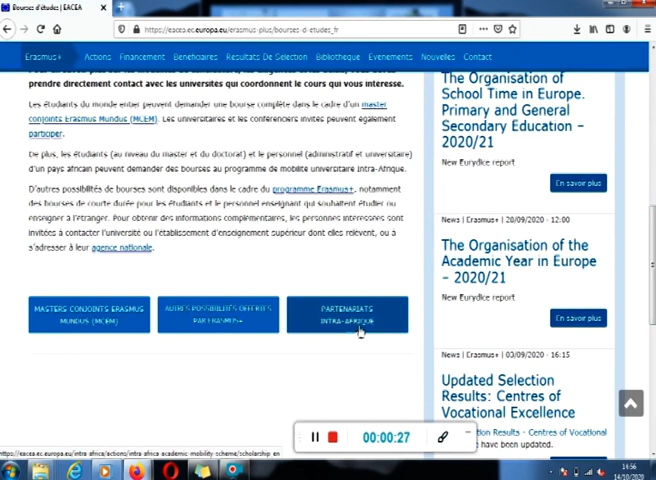 Bourses d'études | EACEA
https://eacea.ec.europa.eu/erasmus-plus/bourses-d-etudes_fr
Erasmus+ Actions Financement Beneficaires Resultats De Selection Bibliotheque Evenements Nouvelles Contact
prendre directement contact avec les universités qui coordonnent le cours qui vous interesse.
Les étudiants du monde entier peuvent demander une bourse complète dans le cadre d'un master
conjoints Erasmus Mundus (MCEM). Les universitaires et les conférenciers invités peuvent également
participer.
De plus, les étudiants (au niveau du master et du doctorat) et le personnel (administratif et universitaire)
d'un pays africain peuvent demander des bourses au programme de mobilité universitaire Intra-Afrique.
D'autres possibilités de bourses sont disponibles dans le cadre du programme Erasmus+, notamment
des bourses de courte durée pour les étudiants et le personnel enseignant qui souhaitent étudier ou
enseigner à l'étranger. Pour obtenir des informations complémentaires, les personnes intéressées sont
invitées à contacter l'université ou l'établissement d'enseignement supérieur dont elles relèvent, ou à
s'adresser à leur agence nationale.
MASTERS CONJOINTS ERASMUS
MUNDUS (MCEM)
AUTRES POSSIBILITÉS OFFERTES
PAR ERASMUS+
PARTENARIATS
INTRA-AFRIQUE
The Organisation of
School Time in Europe.
Primary and General
Secondary Education –
2020/21
New Eurydice report
En savoir plus
News | Erasmus+ | 28/09/2020 - 12:00
The Organisation of the
Academic Year in Europe
– 2020/21
New Eurydice report
En savoir plus
News | Erasmus+ | 03/09/2020 - 16:15
Updated Selection
Results: Centres of
Vocational Excellence
Results - Centres of Vocational
have been updated.
00:00:27
https://eacea.ec.europa.eu/intra-africa/actions/intra-africa-academic-mobility-scheme/scholarship_en
14:56
14/10/2020